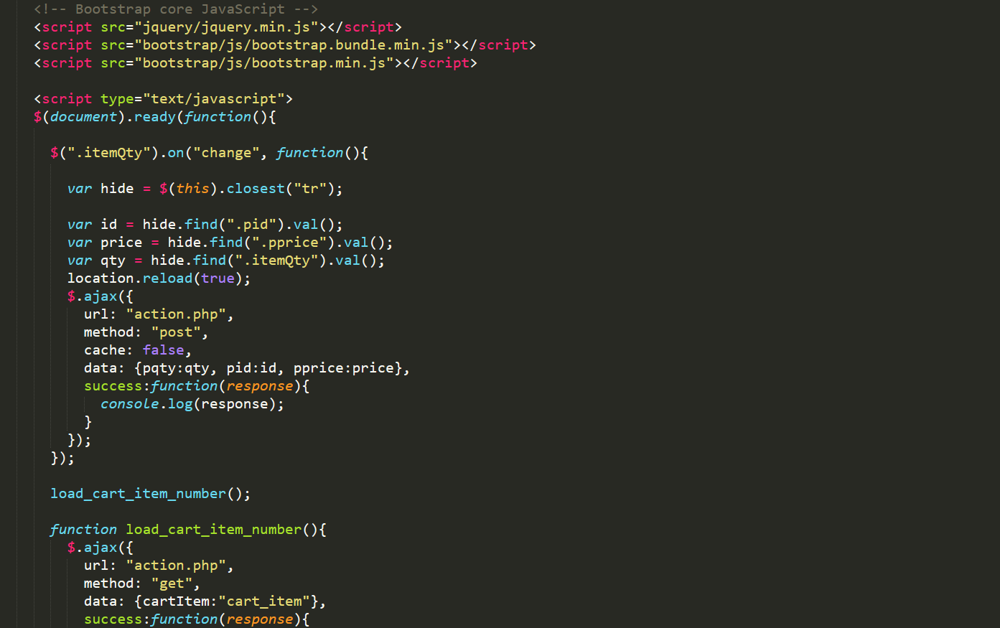 <!-- Bootstrap core JavaScript -->
<script src="jquery/jquery.min.js"></script>
<script src="bootstrap/js/bootstrap.bundle.min.js"></script>
<script src="bootstrap/js/bootstrap.min.js"></script>
<script type="text/javascript">
$(document).ready(function(){
$(".itemQty").on("change", function(){
var hide = $(this).closest("tr");
var id = hide.find(".pid").val();
var price = hide.find(".pprice").val();
var qty = hide.find(".itemQty").val();
location.reload(true);
$.ajax({
url: "action.php",
method: "post",
cache: false,
data: {pqty:qty, pid:id, pprice:price},
success:function(response){
console.log(response);
}
});
});
load_cart_item_number();
function load_cart_item_number(){
$.ajax({
url: "action.php",
method: "get",
data: {cartItem:"cart_item"},
success:function(response){